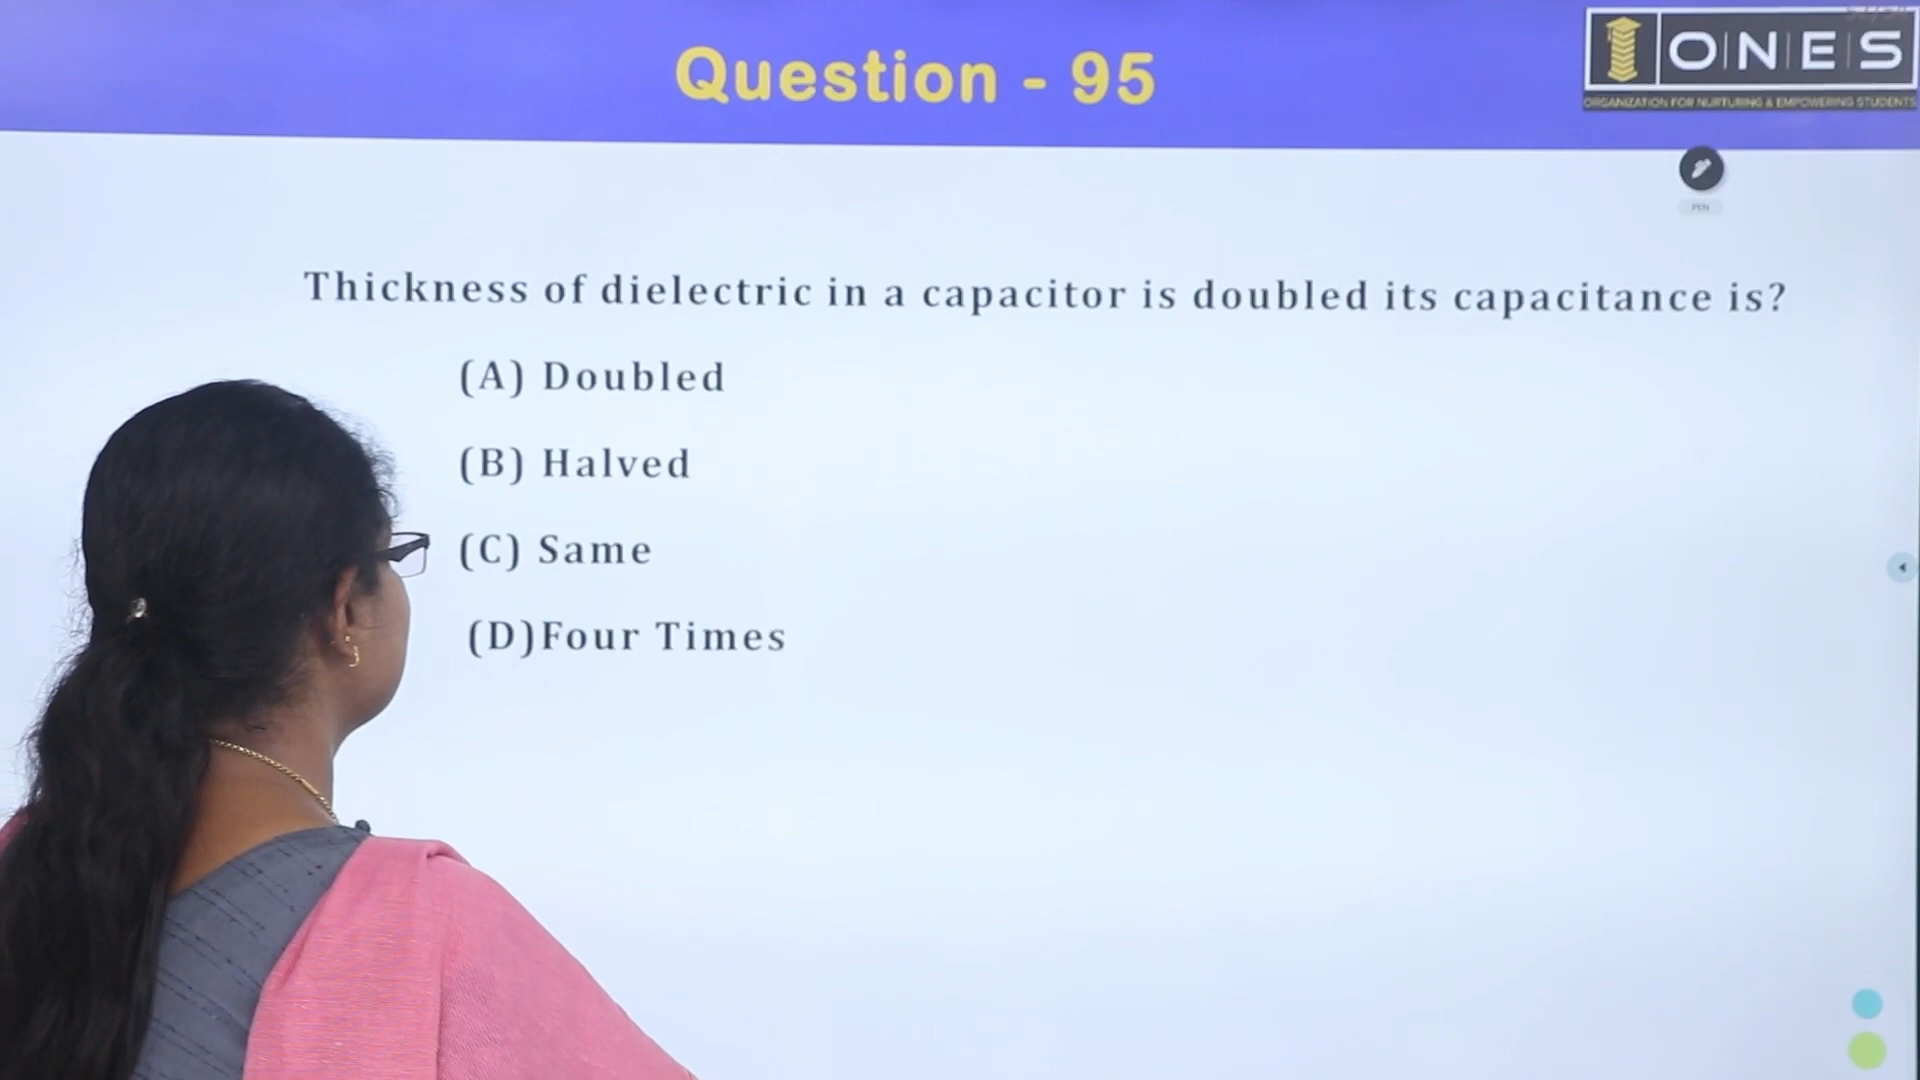 Question - 95
ONES
ORGANIZATION FOR NURTURING & EMPOWERING STUDENTS
PEN
Thickness of dielectric in a capacitor is doubled its capacitance is?
(A) Doubled
(B) Halved
(C) Same
(D)Four Times